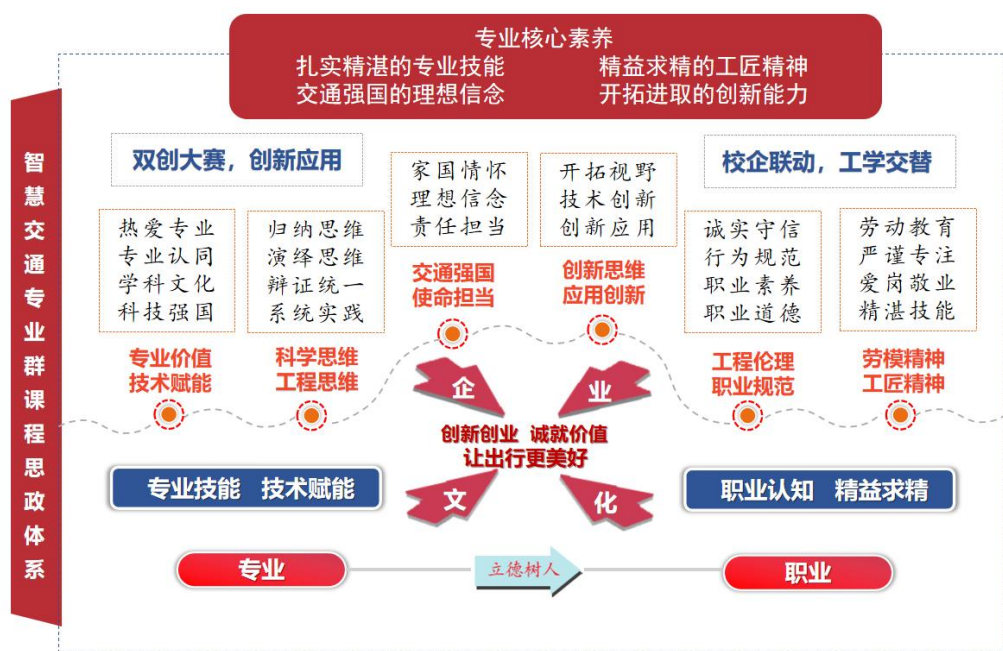 专业核心素养
扎实精湛的专业技能 精益求精的工匠精神
交通强国的理想信念 开拓进取的创新能力
智慧交通专业群课程思政体系
双创大赛，创新应用
热爱专业
专业认同
学科文化
科技强国
专业价值
技术赋能
归纳思维
演绎思维
辩证统一
系统实践
科学思维
工程思维
家国情怀
理想信念
责任担当
交通强国
使命担当
开拓视野
技术创新
创新应用
创新思维
应用创新
校企联动，工学交替
诚实守信
行为规范
职业素养
职业道德
工程伦理
职业规范
劳动教育
严谨专注
爱岗敬业
精湛技能
劳模精神
工匠精神
企 业
创新创业 诚就价值
让出行更美好
文 化
专业技能 技术赋能
职业认知 精益求精
专业
立德树人
职业